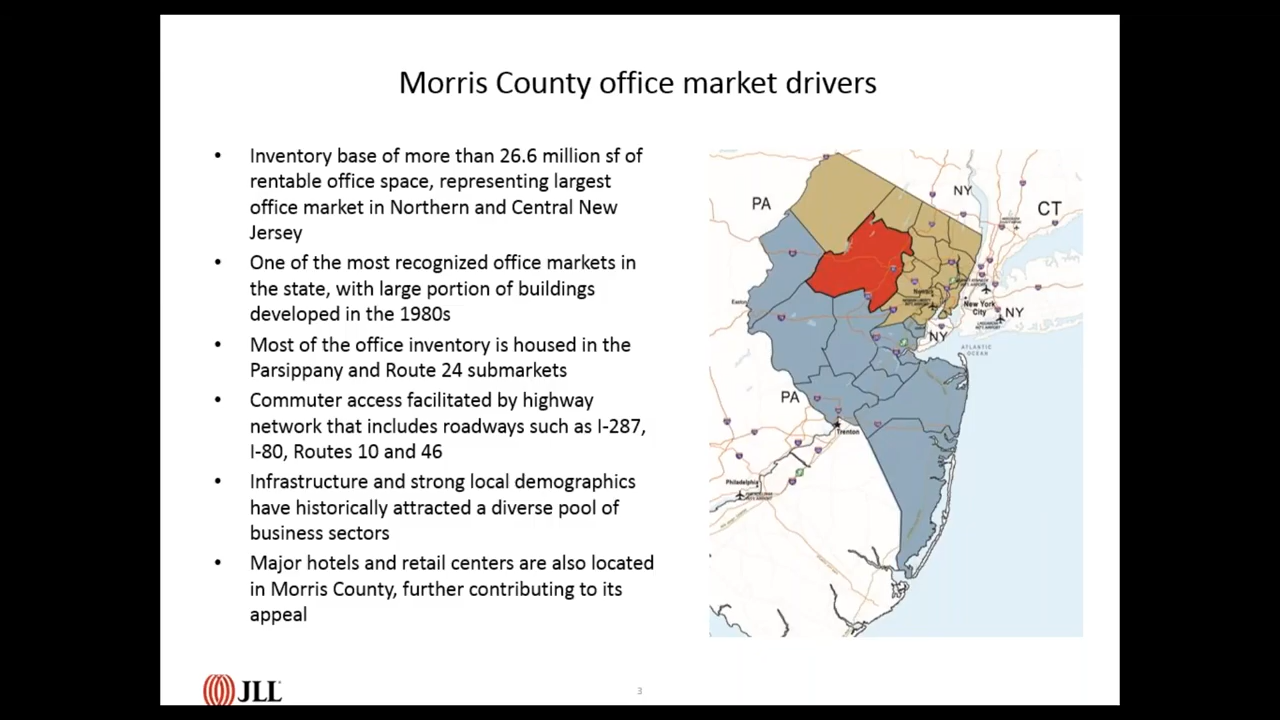 Morris County office market drivers
• Inventory base of more than 26.6 million sf of
rentable office space, representing largest
office market in Northern and Central New
Jersey
• One of the most recognized office markets in
the state, with large portion of buildings
developed in the 1980s
• Most of the office inventory is housed in the
Parsippany and Route 24 submarkets
• Commuter access facilitated by highway
network that includes roadways such as I-287,
I-80, Routes 10 and 46
• Infrastructure and strong local demographics
have historically attracted a diverse pool of
business sectors
• Major hotels and retail centers are also located
in Morris County, further contributing to its
appeal
NY
PA
CT
New York
City
NY
NY
ATLANTIC
OCEAN
PA
Trenton
Philadelphia
JLL
3